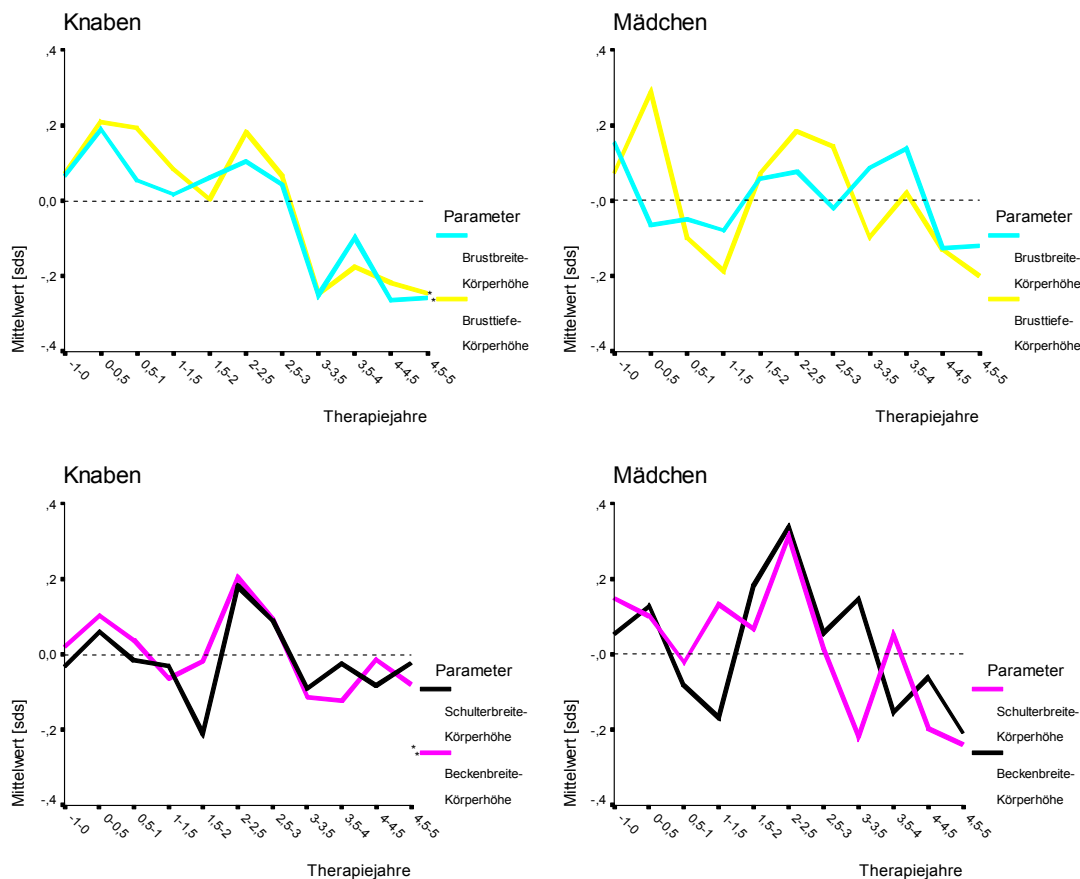 Knaben
,4
,2
0,0
-,2
-,4
Mittelwert [sds]
-1-0
0-0,5
0,5-1
1-1,5
1,5-2
2-2,5
2,5-3
3-3,5
3,5-4
4-4,5
4,5-5
Therapiejahre
*
*
Parameter
Brustbreite-
Körperhöhe
Brusttiefe-
Körperhöhe
Mädchen
,4
,2
-,0
-,2
-,4
Mittelwert [sds]
-1-0
0-0,5
0,5-1
1-1,5
1,5-2
2-2,5
2,5-3
3-3,5
3,5-4
4-4,5
4,5-5
Therapiejahre
Parameter
Brustbreite-
Körperhöhe
Brusttiefe-
Körperhöhe
Knaben
,4
,2
0,0
-,2
-,4
Mittelwert [sds]
-1-0
0-0,5
0,5-1
1-1,5
1,5-2
2-2,5
2,5-3
3-3,5
3,5-4
4-4,5
4,5-5
Therapiejahre
Parameter
Schulterbreite-
Körperhöhe
*
*
Beckenbreite-
Körperhöhe
Mädchen
,4
,2
-,0
-,2
-,4
Mittelwert [sds]
-1-0
0-0,5
0,5-1
1-1,5
1,5-2
2-2,5
2,5-3
3-3,5
3,5-4
4-4,5
4,5-5
Therapiejahre
Parameter
Schulterbreite-
Körperhöhe
Beckenbreite-
Körperhöhe